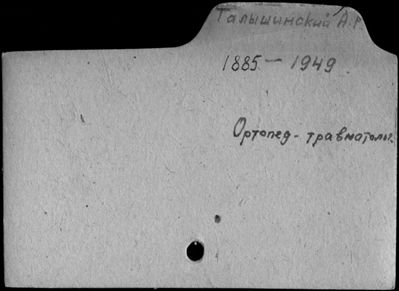 Талышинский А.Р.
1885 - 1949
Ортопед - травматолог